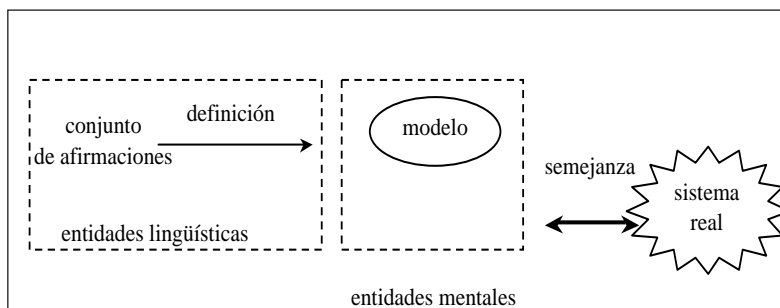 conjunto
de afirmaciones
definición
entidades lingüísticas
modelo
entidades mentales
semejanza
sistema
real